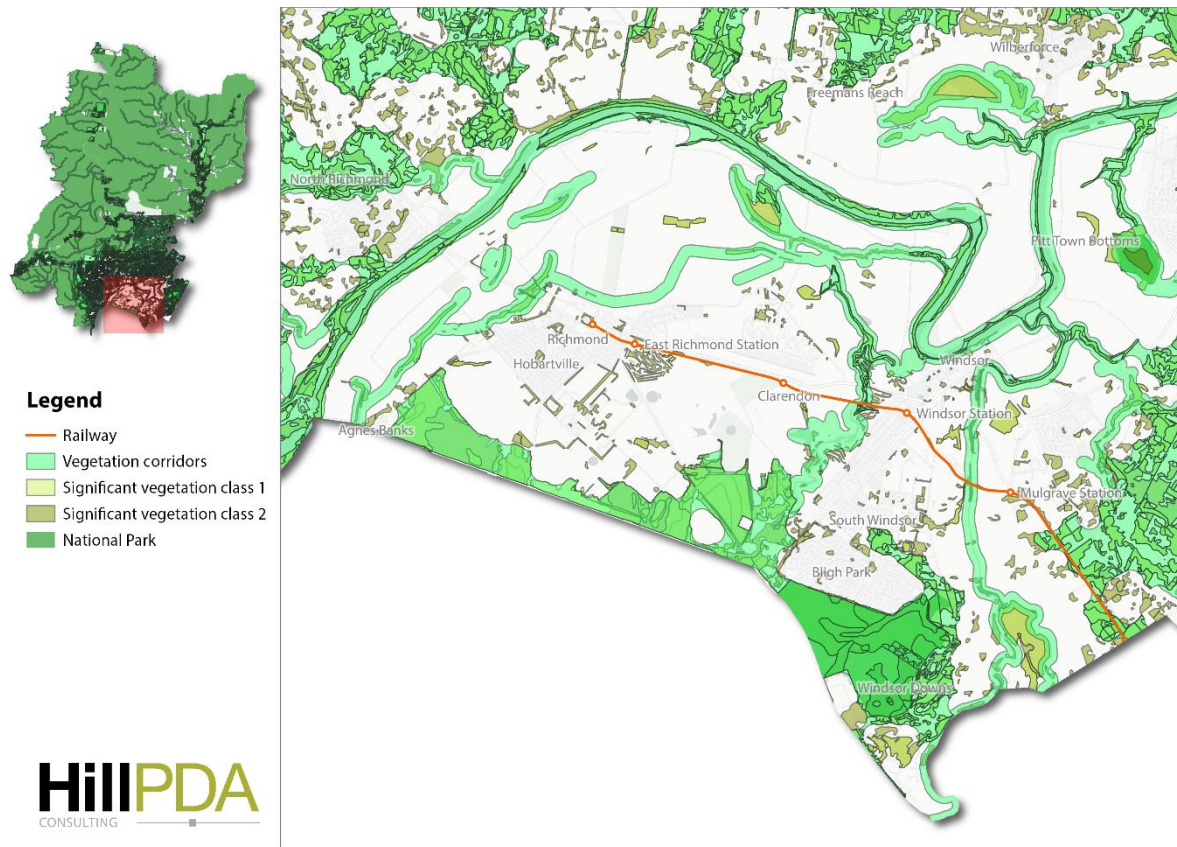 Legend
Railway
Vegetation corridors
Significant vegetation class 1
Significant vegetation class 2
National Park
HillPDA
CONSULTING
Wilberforce
Freemans Reach
North Richmond
Pitt Town Bottoms
Richmond
East Richmond Station
Hobartville
Windsor
Clarendon
Windsor Station
Agnes Banks
Mulgrave Station
South Windsor
Bligh Park
Windsor Downs